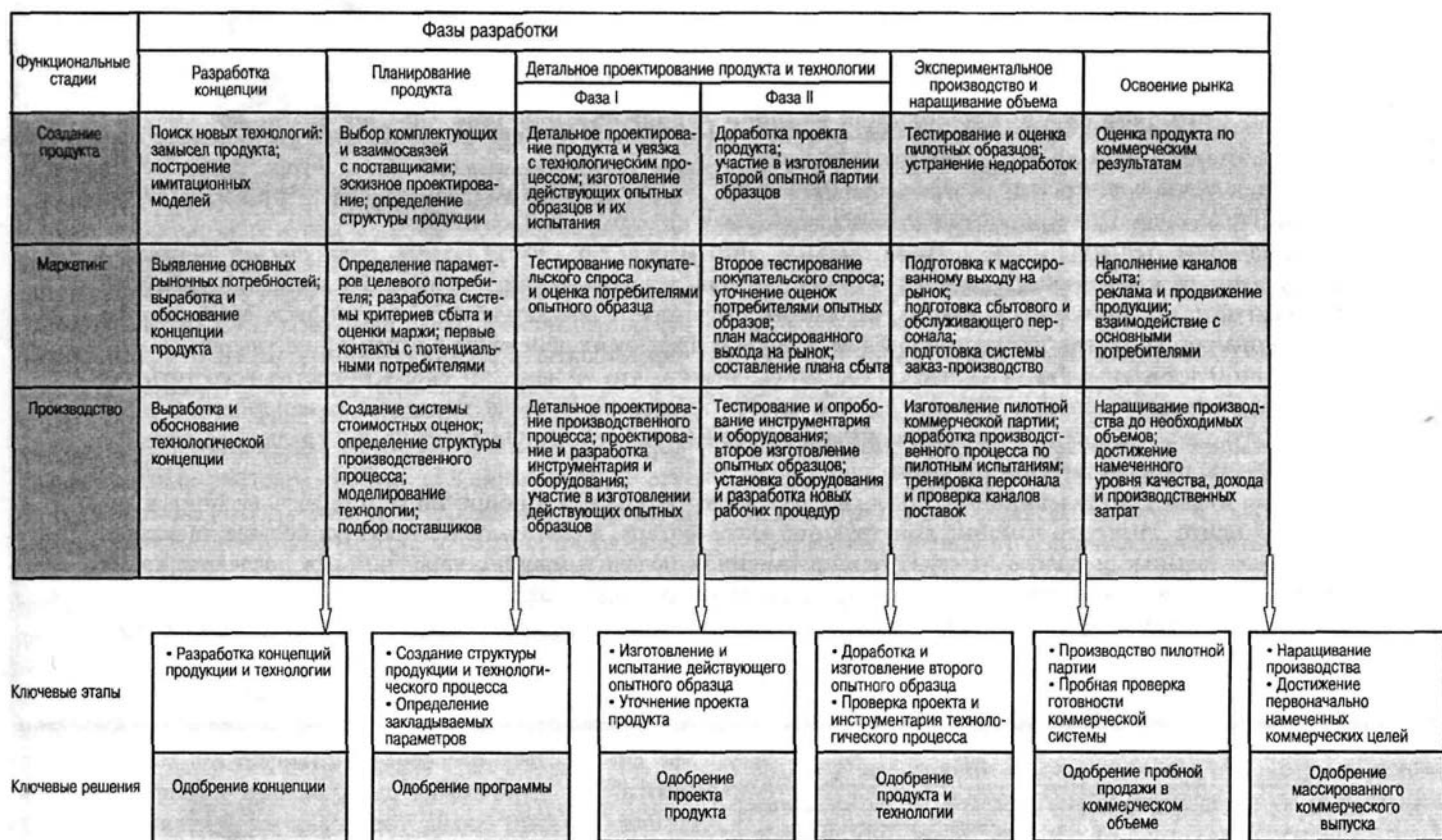 Функциональные
стадии
Фазы разработки
Разработка
концепции
Планирование
продукта
Детальное проектирование продукта и технологии
Фаза I
Фаза II
Экспериментальное
производство и
наращивание объема
Освоение рынка
Создание
продукта
Поиск новых технологий:
замысел продукта;
построение
имитационных
моделей
Выбор комплектующих
и взаимосвязей
с поставщиками;
эскизное проектирова-
ние; определение
структуры продукции
Детальное проектирова-
ние продукта и увязка
с технологическим про-
цессом; изготовление
действующих опытных
образцов и их
испытания
Доработка проекта
продукта;
участие в изготовлении
второй опытной партии
образцов
Тестирование и оценка
пилотных образцов;
устранение недоработок
Оценка продукта по
коммерческим
результатам
Маркетинг
Выявление основных
рыночных потребностей;
выработка и
обоснование
концепции
продукта
Определение парамет-
ров целевого потреби-
теля; разработка систе-
мы критериев сбыта и
оценки маржи; первые
контакты с потенциаль-
ными потребителями
Тестирование покупате-
льского спроса
и оценка потребителями
опытного образца
Второе тестирование
покупательского спроса;
уточнение оценок
потребителями опытных
образов;
план массированного
выхода на рынок;
составление плана сбыта
Подготовка к массиро-
ванному выходу на
рынок;
подготовка сбытового и
обслуживающего пер-
сонала;
подготовка системы
заказ-производство
Наполнение каналов
сбыта;
реклама и продвижение
продукции;
взаимодействие с
основными
потребителями
Производство
Выработка и
обоснование
технологической
концепции
Создание системы
стоимостных оценок;
определение структуры
производственного
процесса;
моделирование
технологии;
подбор поставщиков
Детальное проектирова-
ние производственного
процесса; проектирова-
ние и разработка
инструментария и
оборудования;
участие в изготовлении
действующих опытных
образцов
Тестирование и опробо-
вание инструментария
и оборудования;
второе изготовление
опытных образцов;
установка оборудования
и разработка новых
рабочих процедур
Изготовление пилотной
коммерческой партии;
доработка производст-
венного процесса по
пилотным испытаниям;
тренировка персонала
и проверка каналов
поставок
Наращивание производ-
ства до необходимых
объемов;
достижение
намеченного
уровня качества, дохода
и производственных
затрат
Ключевые этапы
• Разработка концепций
продукции и технологии
• Создание структуры
продукции и технологи-
ческого процесса
• Определение
закладываемых
параметров
• Изготовление и
испытание действующего
опытного образца
• Уточнение проекта
продукта
• Доработка и
изготовление второго
опытного образца
• Проверка проекта и
инструментария техноло-
гического процесса
• Производство пилотной
партии
• Пробная проверка
готовности
коммерческой
системы
• Наращивание
производства
• Достижение
первоначально
намеченных
коммерческих целей
Ключевые решения
Одобрение концепции
Одобрение программы
Одобрение
проекта
продукта
Одобрение
продукта и
технологии
Одобрение пробной
продажи в
коммерческом
объеме
Одобрение
массированного
коммерческого
выпуска